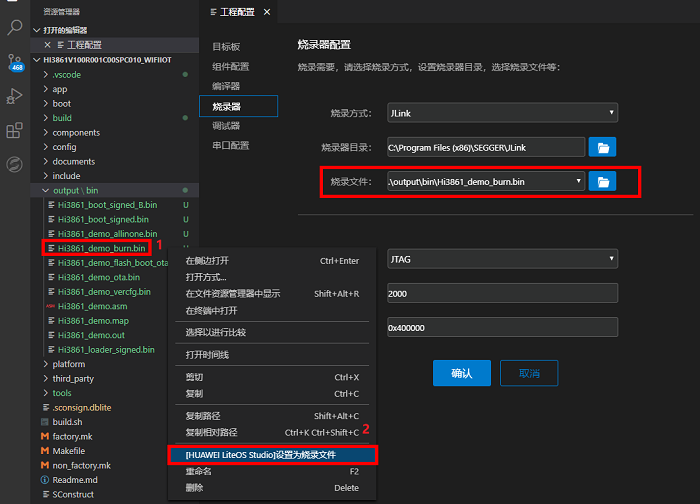 资源管理器
打开的编辑器
工程配置
468
HI3861V100R001C00SPC010_WIFIIOT
.vscode
app
boot
build
components
config
documents
include
output \ bin
Hi3861_boot_signed_B.bin U
Hi3861_boot_signed.bin U
Hi3861_demo_allinone.bin U
Hi3861_demo_burn.bin
1
Hi3861_demo_flash_boot_ota
Hi3861_demo_ota.bin
Hi3861_demo_vercfg.bin
Hi3861_demo.asm
Hi3861_demo.map
Hi3861_demo.out
Hi3861_loader_signed.bin
platform
third_party
tools
.sconsign.dblite
build.sh
factory.mk
Makefile
non_factory.mk
Readme.md
SConstruct
工程配置
目标板
组件配置
编译器
烧录器
调试器
串口配置
烧录器配置
烧录需要，请选择烧录方式，设置烧录器目录，选择烧录文件等：
烧录方式： JLink
烧录器目录： C:\Program Files (x86)\SEGGER\JLink
烧录文件： .\output\bin\Hi3861_demo_burn.bin
JTAG
2000
0x400000
确认
取消
在侧边打开 Ctrl+Enter
打开方式...
在文件资源管理器中显示 Shift+Alt+R
在终端中打开
选择以进行比较
打开时间线
剪切 Ctrl+X
复制 Ctrl+C
复制路径 Shift+Alt+C
复制相对路径 Ctrl+K Ctrl+Shift+C
2
[HUAWEI LiteOS Studio]设置为烧录文件
重命名 F2
删除 Delete